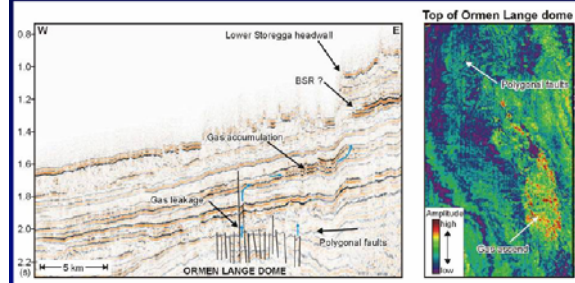 W
E
Lower Storegga headwall
BSR ?
Gas accumulation
Gas leakage
Polygonal faults
0.8
1.0
1.2
1.4
1.6
1.8
2.0
2.2
(s)
5 km
ORMEN LANGE DOME
Top of Ormen Lange dome
Polygonal faults
Amplitude
high
low
Gas ascend